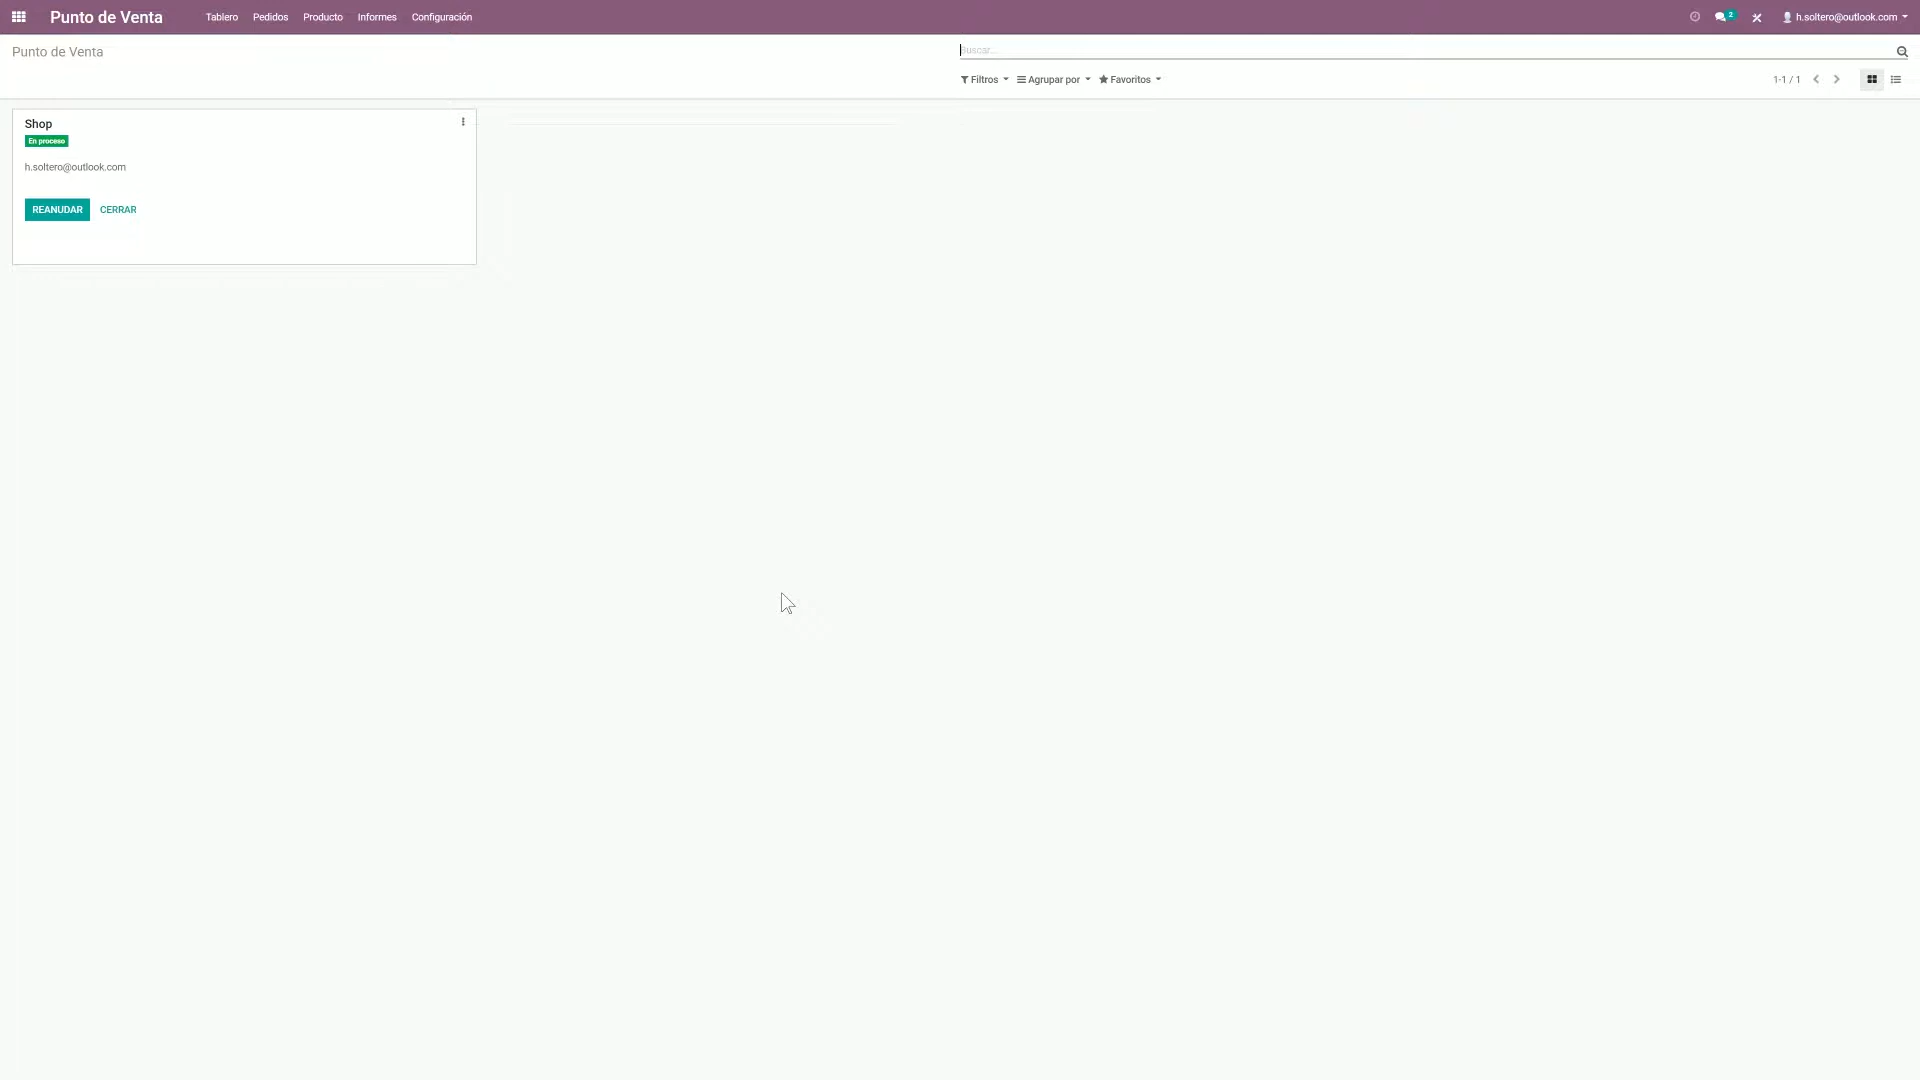 Punto de Venta Tablero Pedidos Producto Informes Configuración 2 h.soltero@outlook.com
Punto de Venta Buscar...
Filtros Agrupar por Favoritos 1-1 / 1
Shop
En proceso
h.soltero@outlook.com
REANUDAR CERRAR